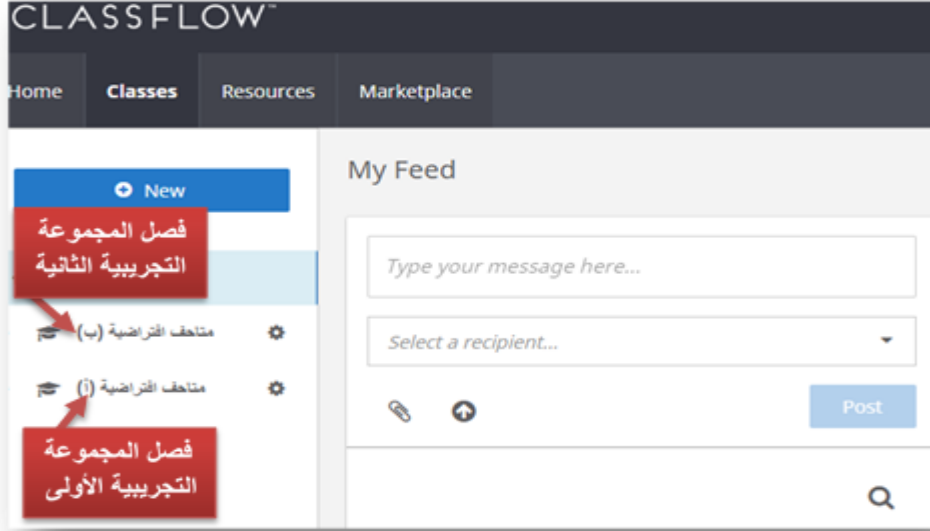 CLASSFLOW™
Home Classes Resources Marketplace
New
My Feed
فصل المجموعة
التجريبية الثانية
Type your message here...
متاحف افتراضية (ب)
Select a recipient...
متاحف افتراضية (أ)
Post
فصل المجموعة
التجريبية الأولى